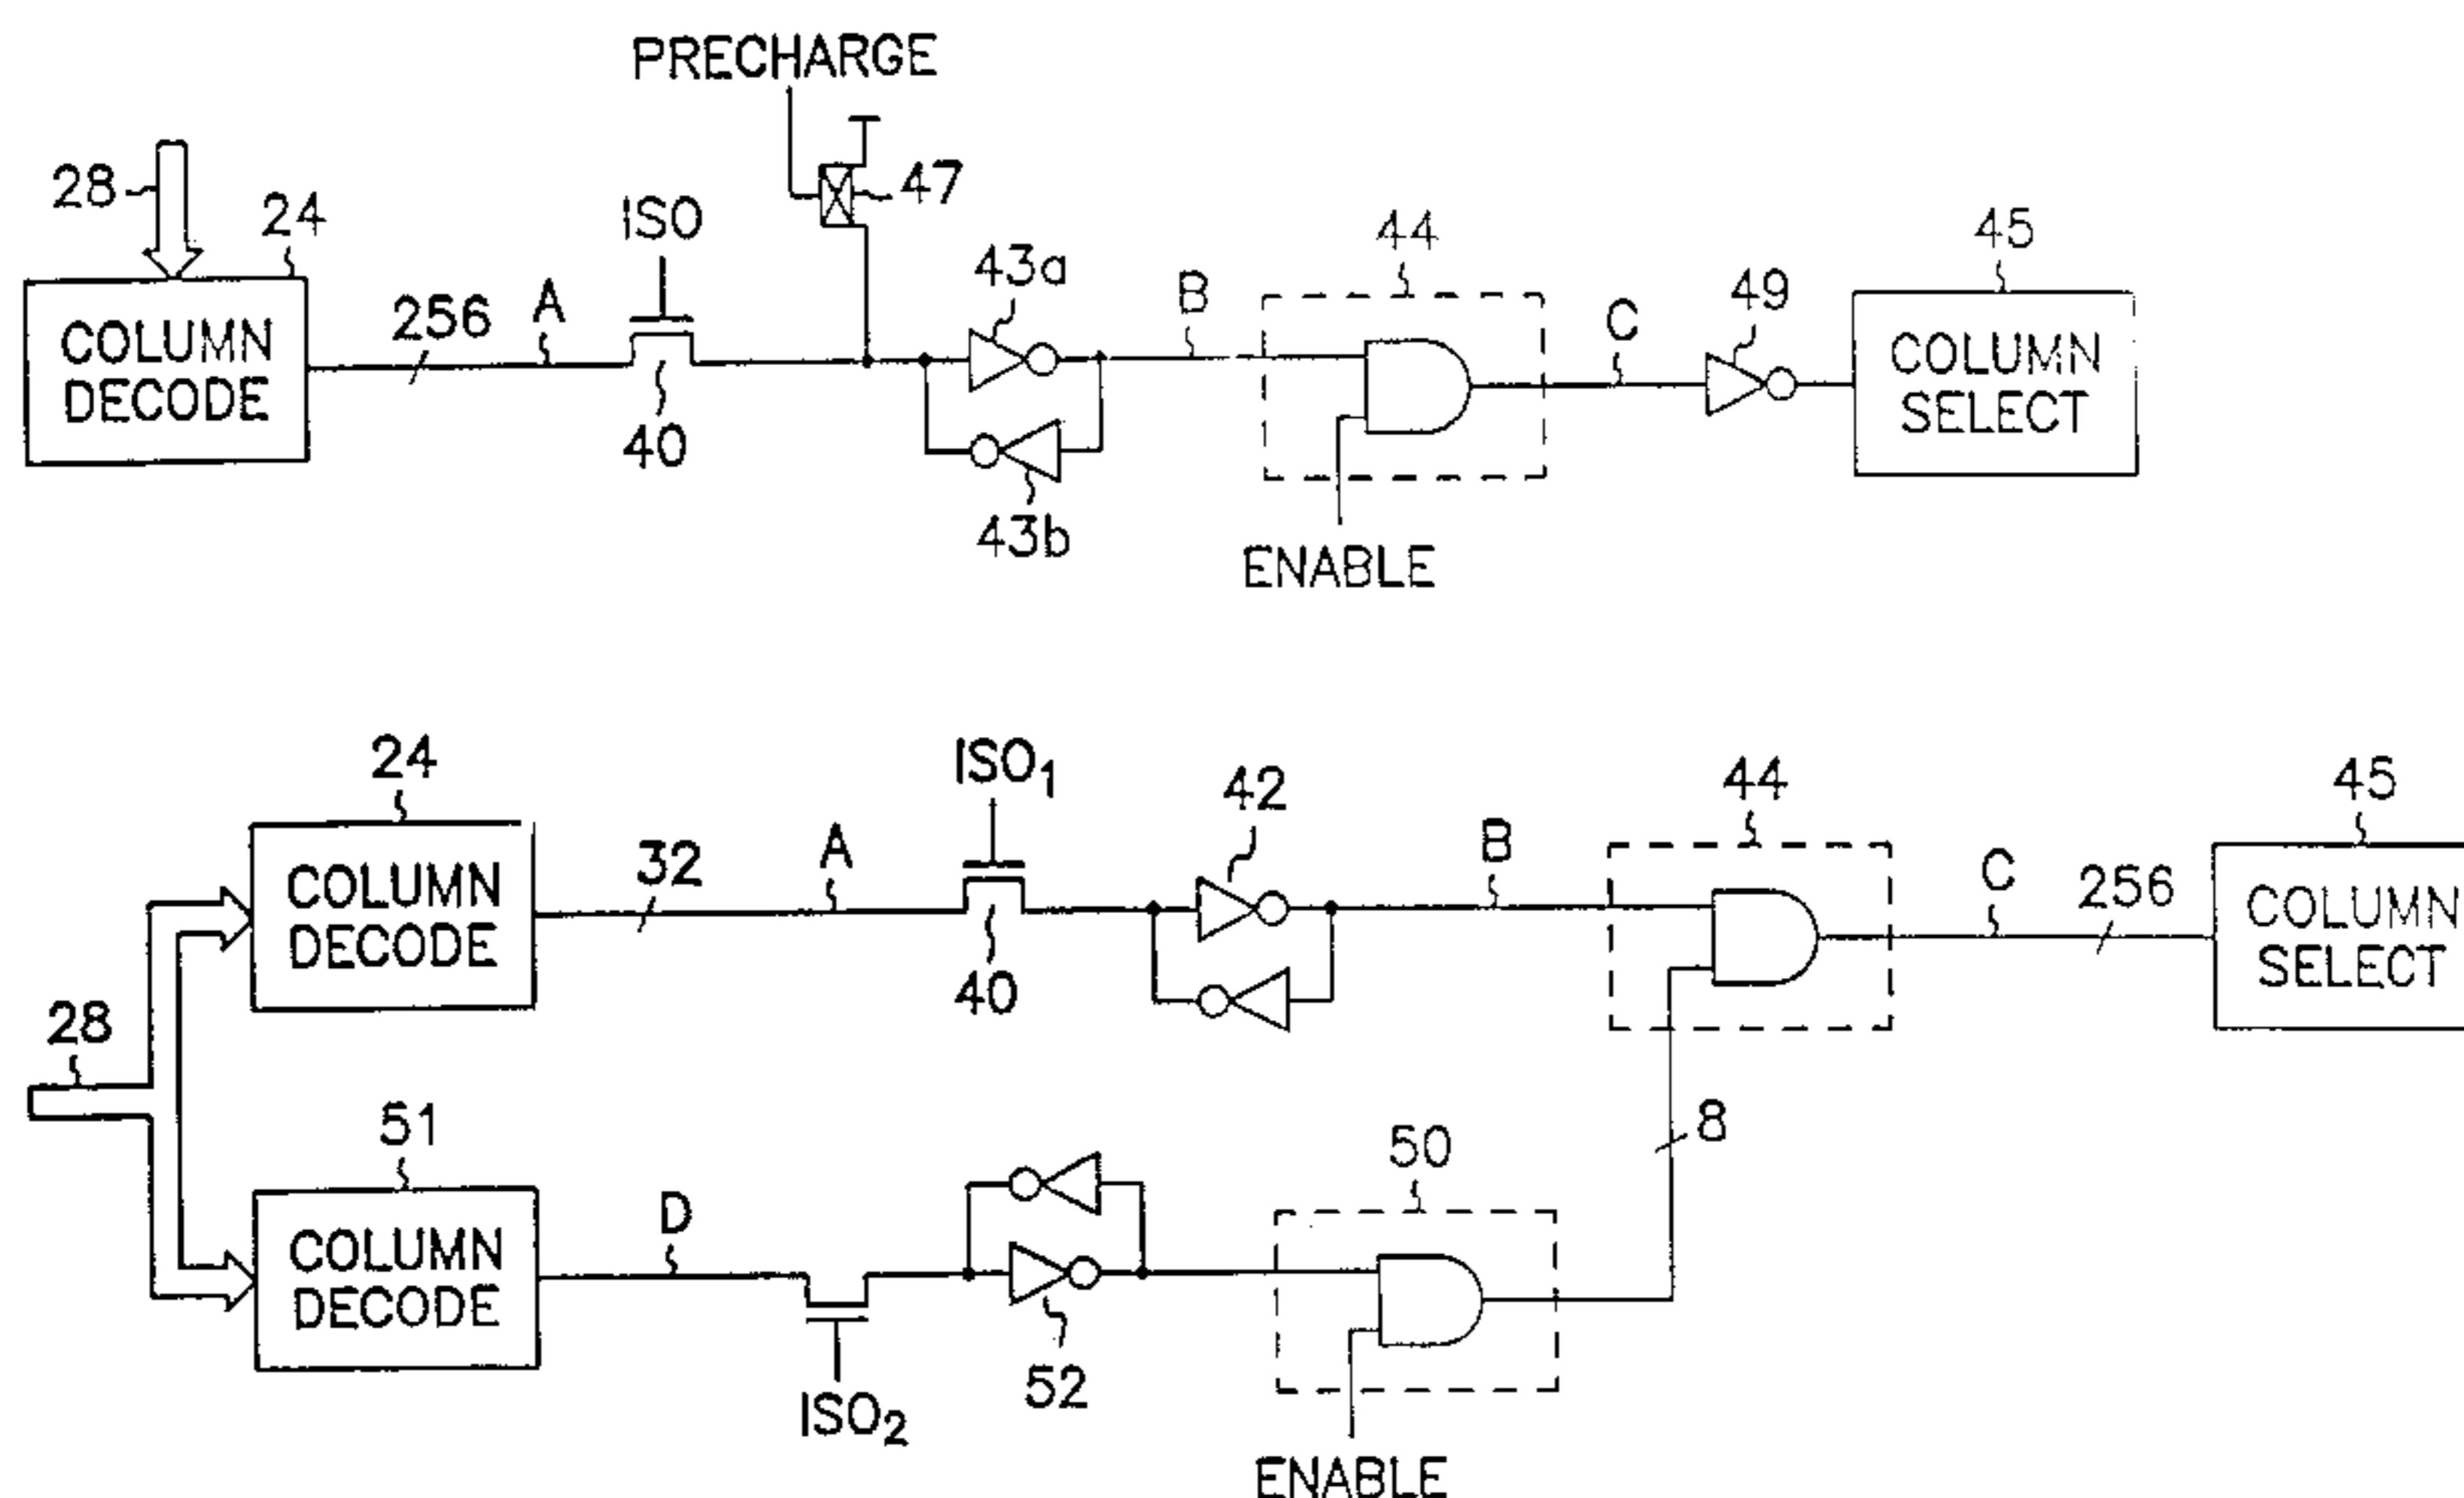 PRECHARGE
28
24
ISO
47
43a
44
45
256
A
B
C
49
COLUMN
DECODE
COLUMN
SELECT
40
43b
ENABLE
24
ISO₁
42
44
45
32
A
B
C
256
COLUMN
DECODE
COLUMN
SELECT
40
28
51
50
8
D
COLUMN
DECODE
52
ISO₂
ENABLE